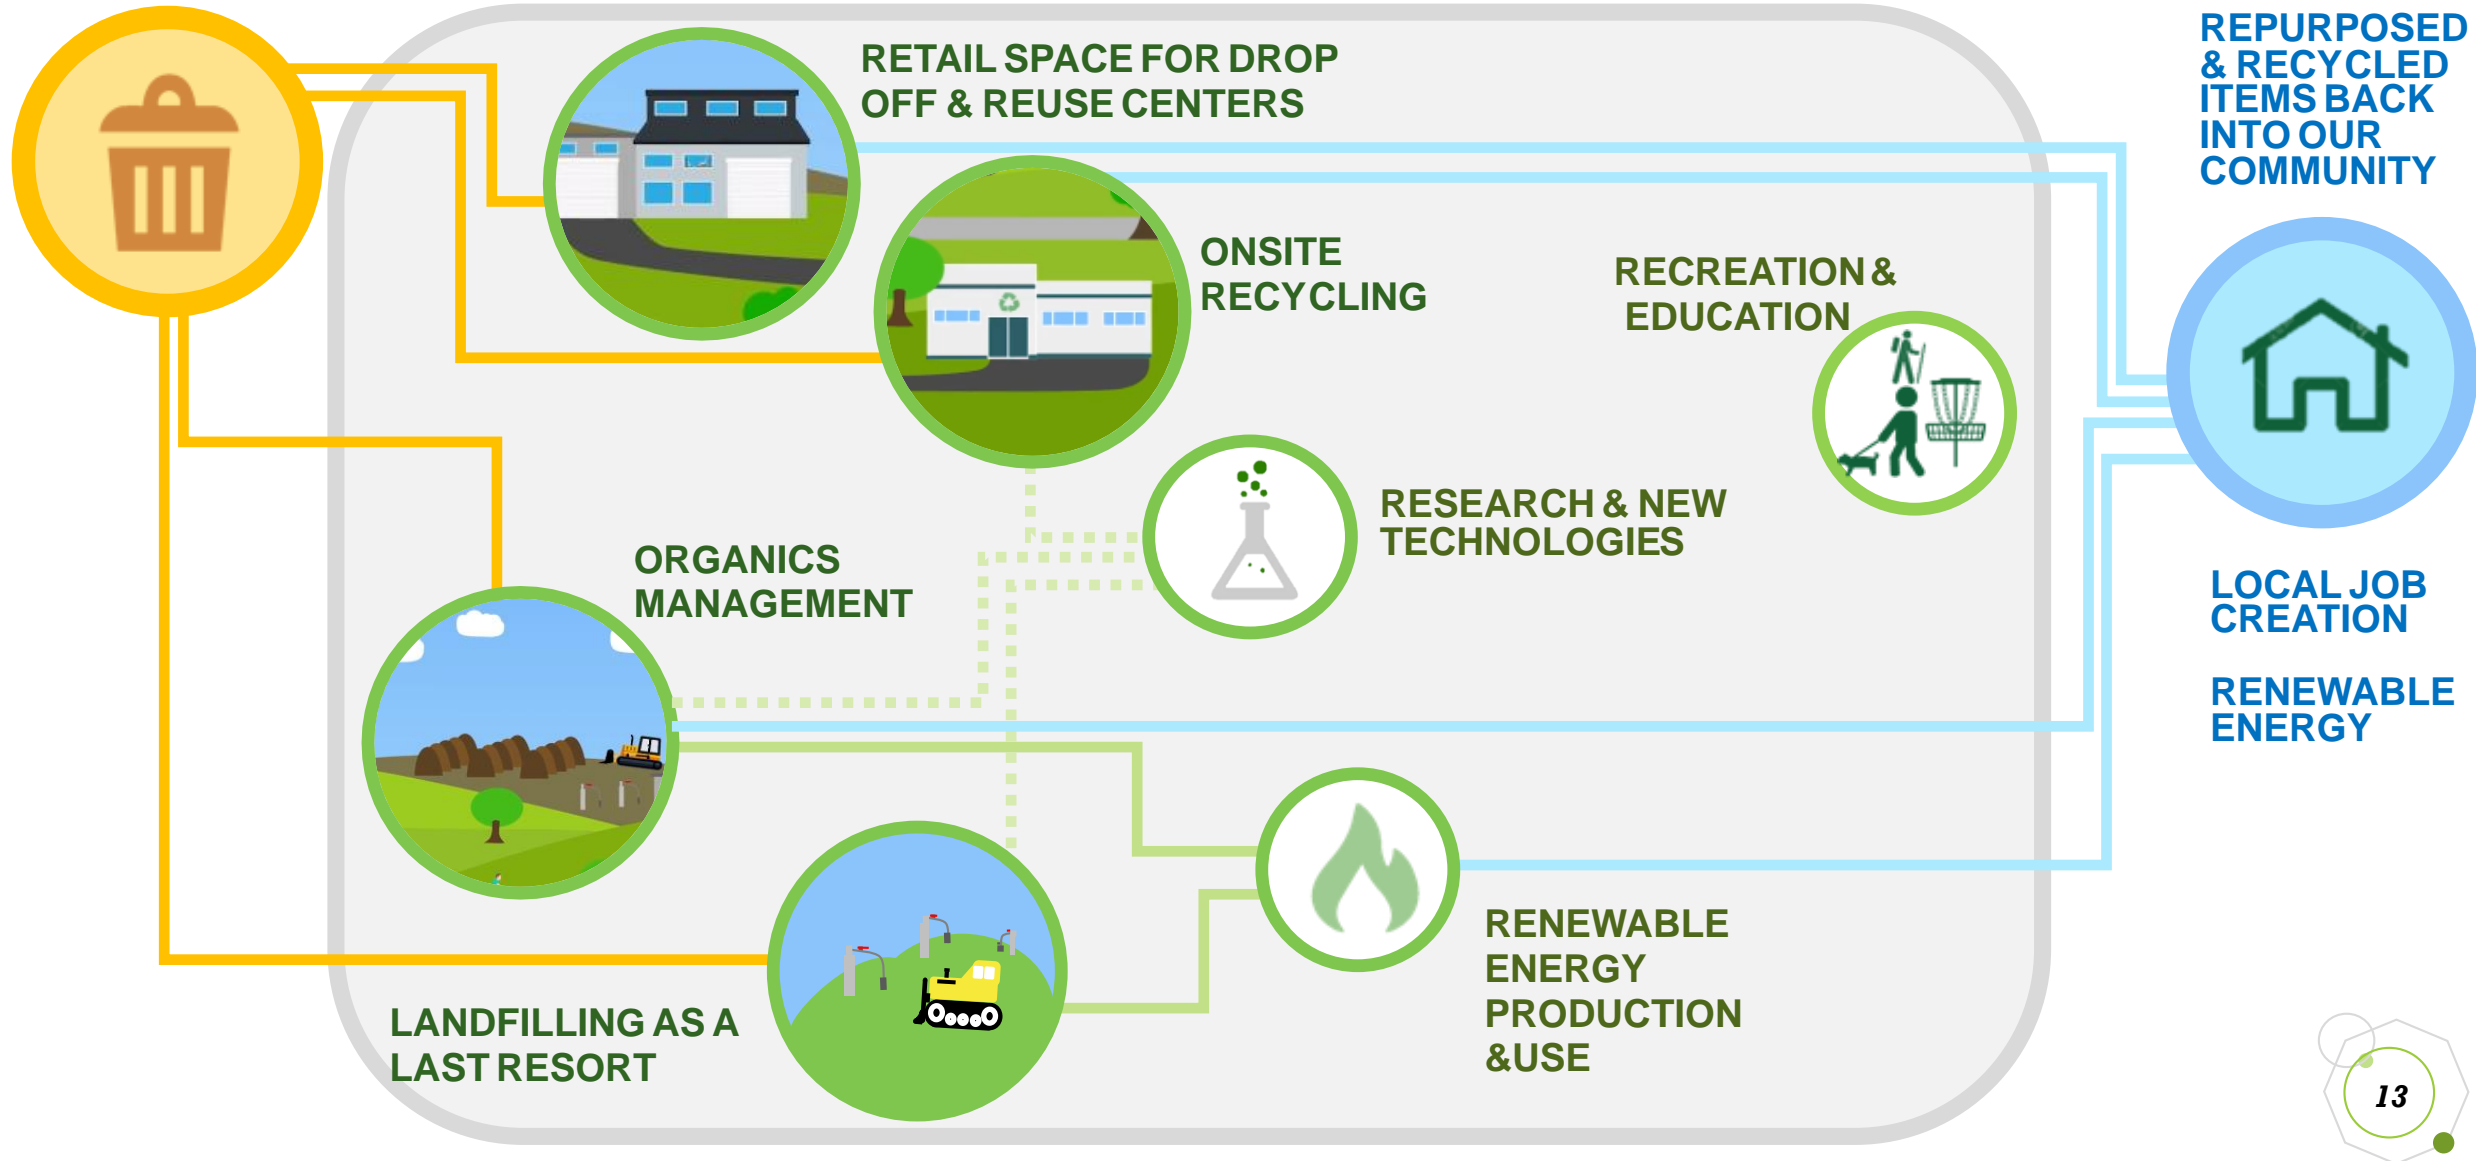 RETAIL SPACE FOR DROP
OFF & REUSE CENTERS
REPURPOSED
& RECYCLED
ITEMS BACK
INTO OUR
COMMUNITY
ONSITE
RECYCLING
RECREATION &
EDUCATION
RESEARCH & NEW
TECHNOLOGIES
ORGANICS
MANAGEMENT
LOCAL JOB
CREATION
RENEWABLE
ENERGY
RENEWABLE
ENERGY
PRODUCTION
&USE
LANDFILLING AS A
LAST RESORT
13